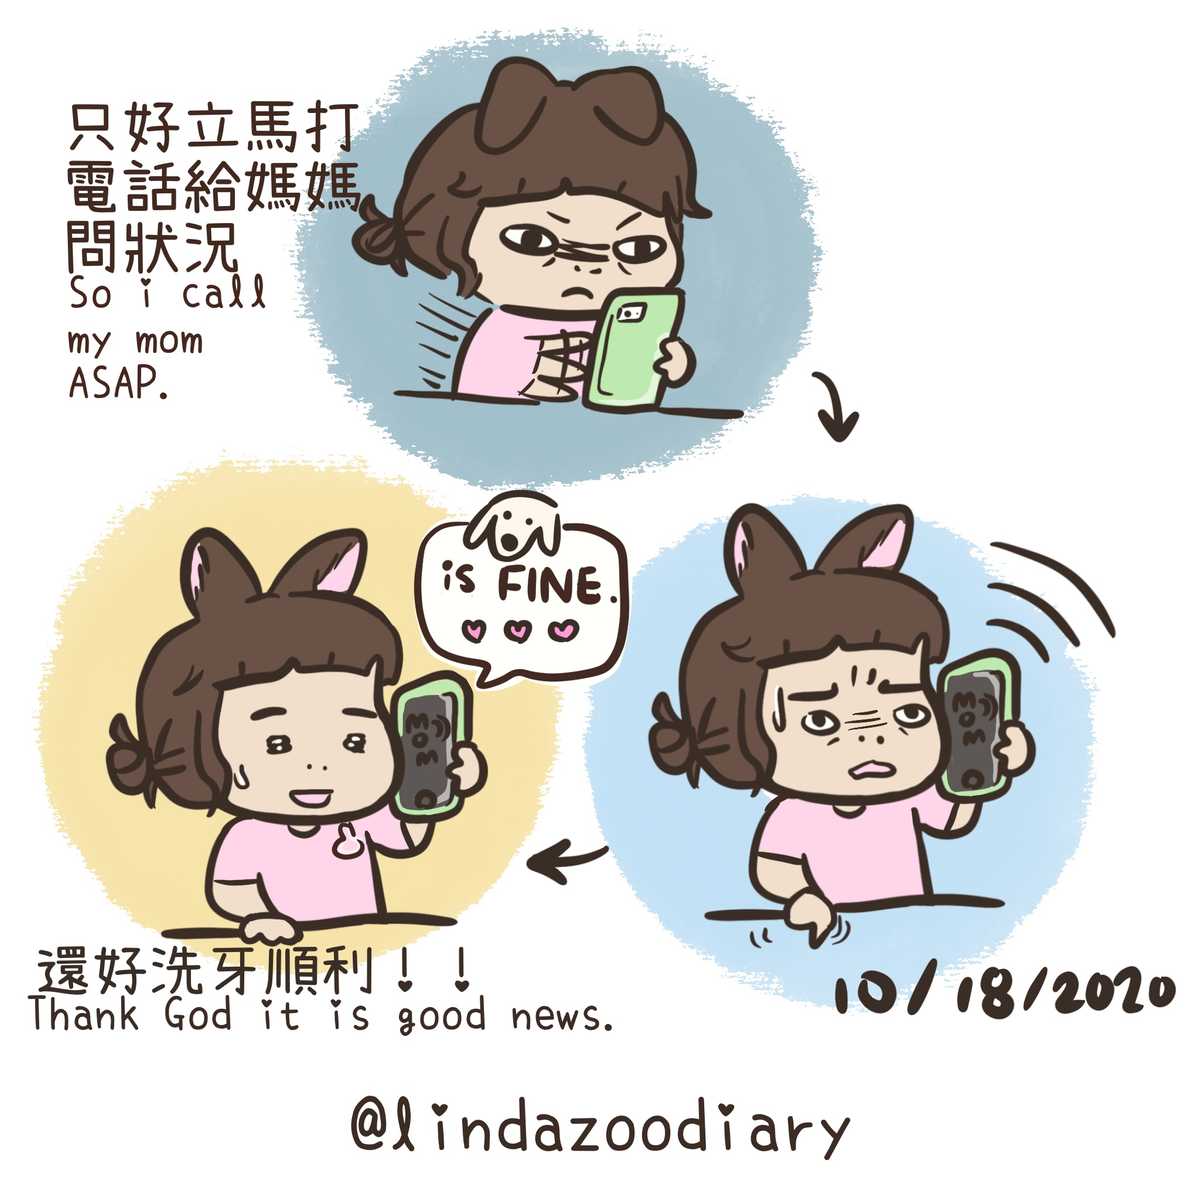 只好立馬打
電話給媽媽
問狀況
So i call
my mom
ASAP.
is FINE.
MOM
MOM
還好洗牙順利！！
Thank God it is good news.
10/18/2020
@lindazoodiary